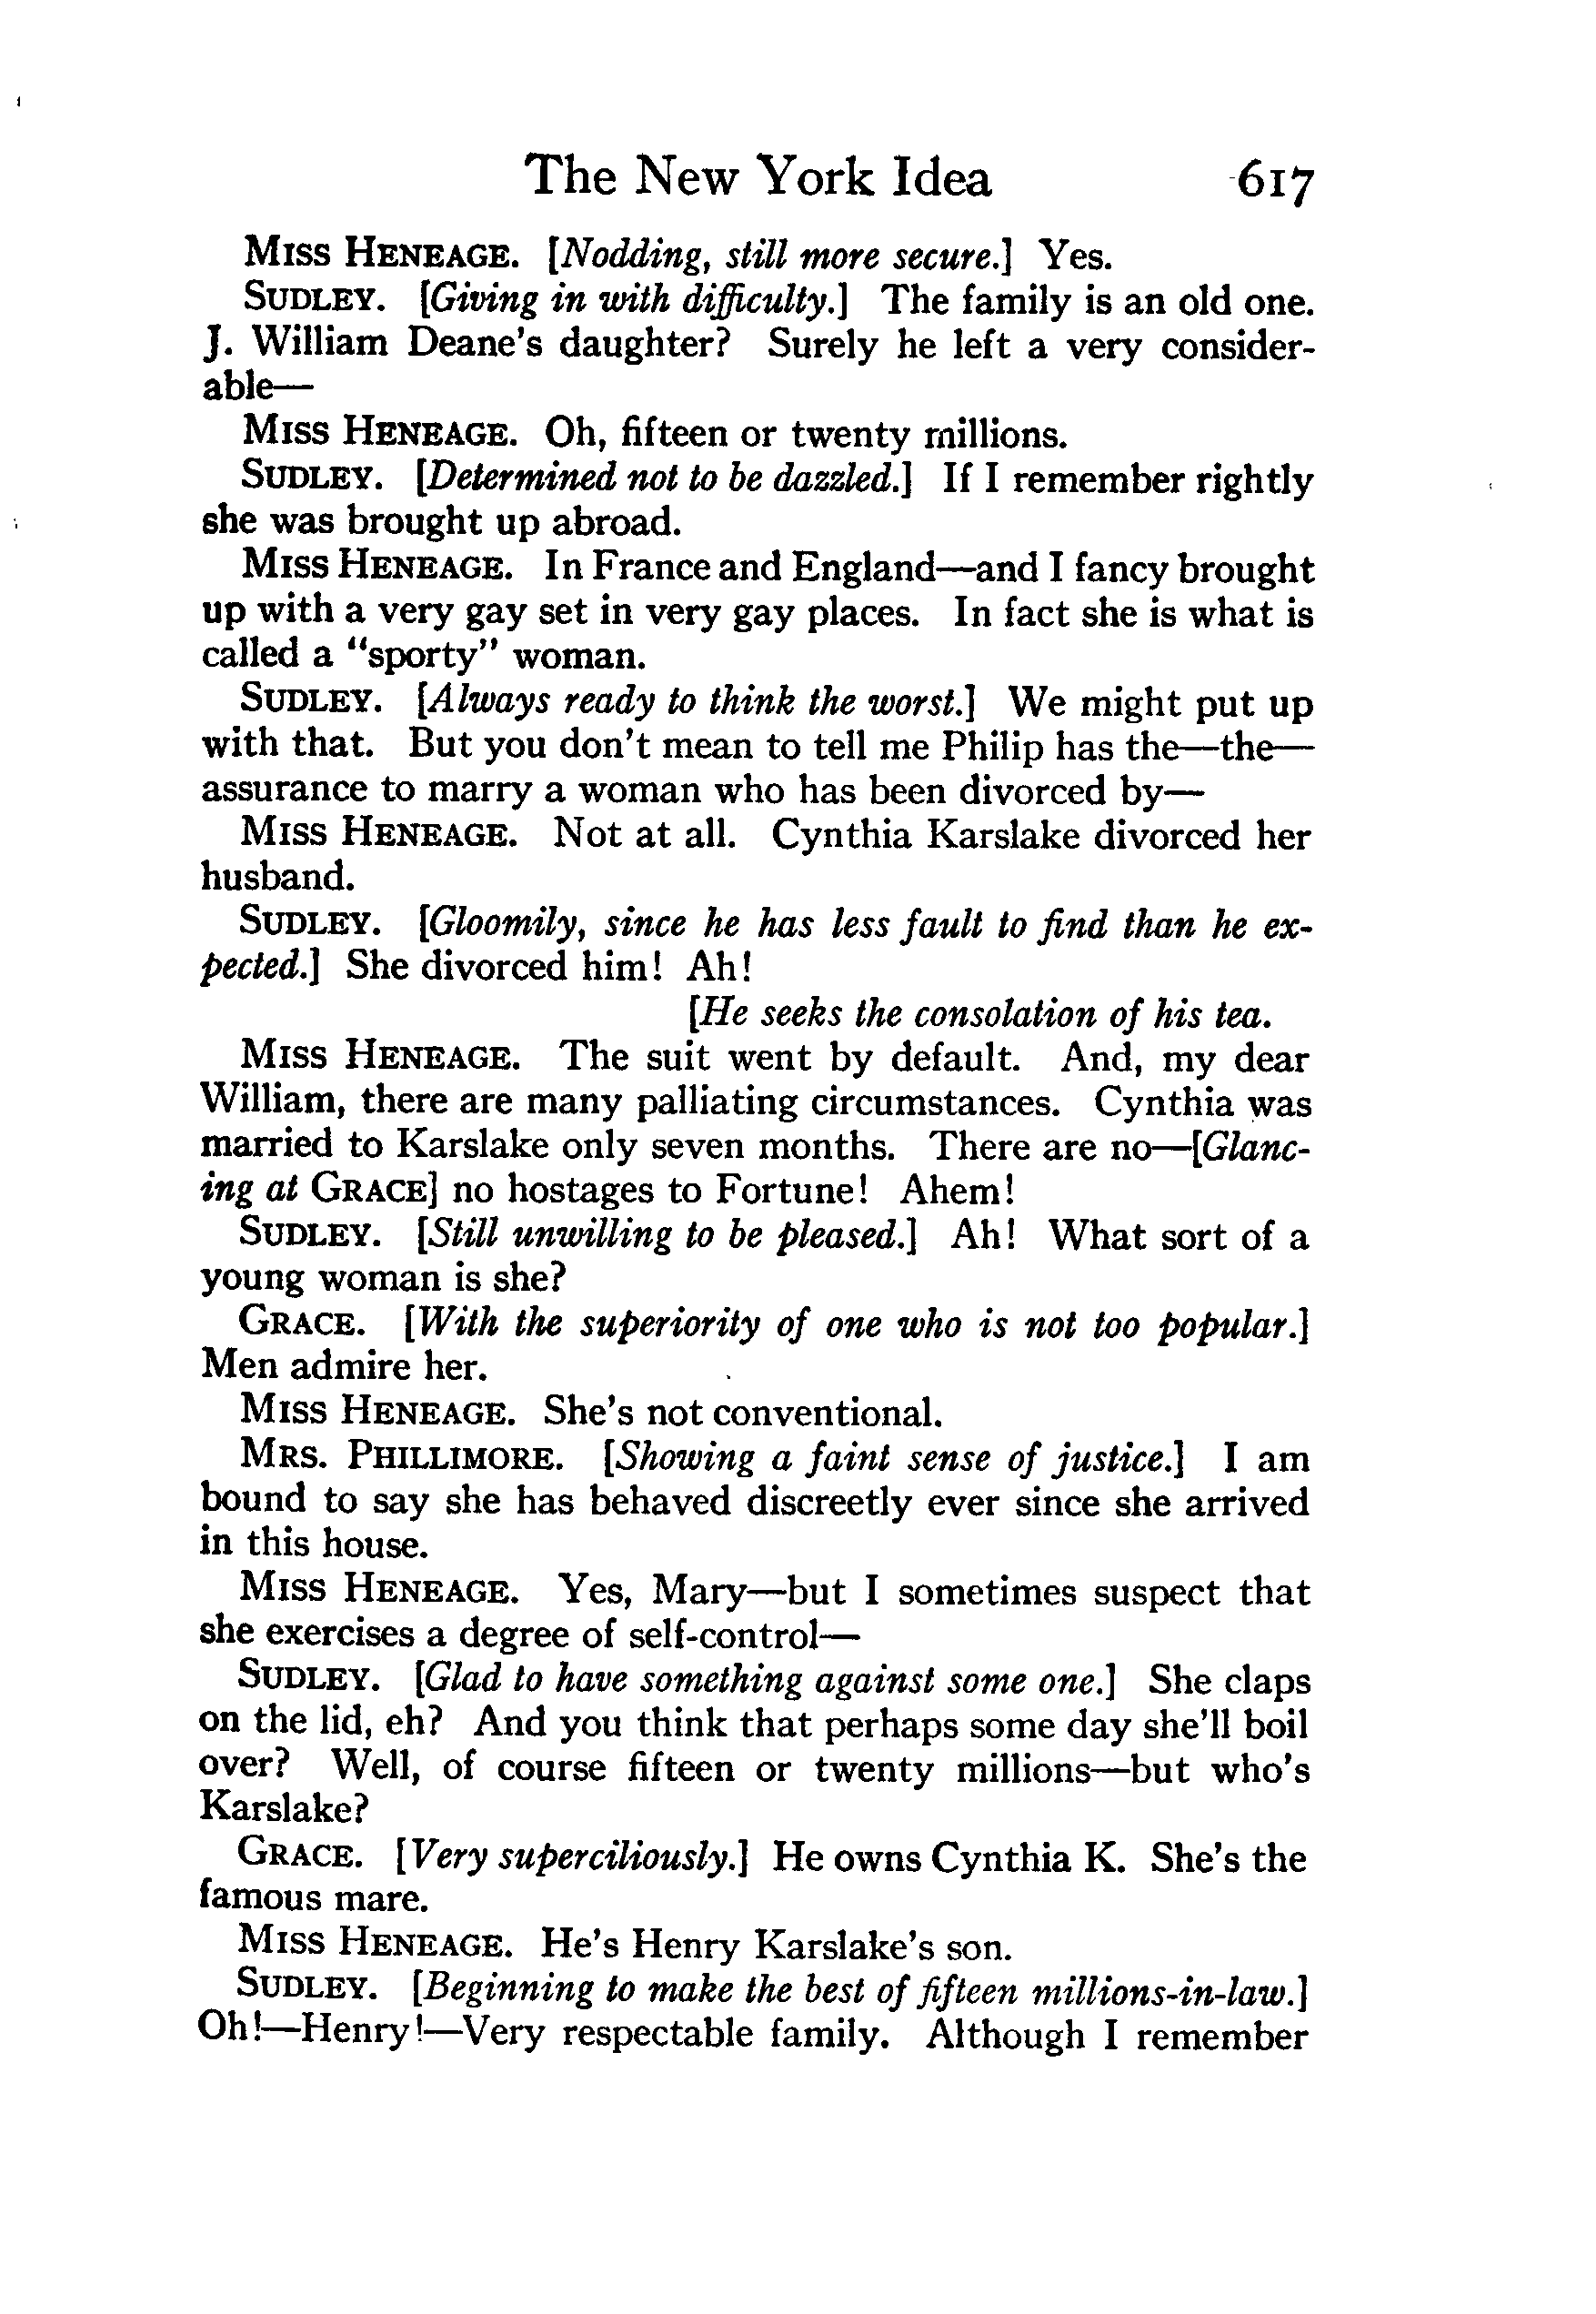 The New York Idea 617
MISS HENEAGE. [Nodding, still more secure.] Yes.
SUDLEY. [Giving in with difficulty.] The family is an old one.
J. William Deane's daughter? Surely he left a very consider-
able—
MISS HENEAGE. Oh, fifteen or twenty millions.
SUDLEY. [Determined not to be dazzled.] If I remember rightly
she was brought up abroad.
MISS HENEAGE. In France and England—and I fancy brought
up with a very gay set in very gay places. In fact she is what is
called a "sporty" woman.
SUDLEY. [Always ready to think the worst.] We might put up
with that. But you don't mean to tell me Philip has the—the—
assurance to marry a woman who has been divorced by—
MISS HENEAGE. Not at all. Cynthia Karslake divorced her
husband.
SUDLEY. [Gloomily, since he has less fault to find than he ex-
pected.] She divorced him! Ah!
[He seeks the consolation of his tea.
MISS HENEAGE. The suit went by default. And, my dear
William, there are many palliating circumstances. Cynthia was
married to Karslake only seven months. There are no—[Glanc-
ing at GRACE] no hostages to Fortune! Ahem!
SUDLEY. [Still unwilling to be pleased.] Ah! What sort of a
young woman is she?
GRACE. [With the superiority of one who is not too popular.]
Men admire her.
MISS HENEAGE. She's not conventional.
MRS. PHILLIMORE. [Showing a faint sense of justice.] I am
bound to say she has behaved discreetly ever since she arrived
in this house.
MISS HENEAGE. Yes, Mary—but I sometimes suspect that
she exercises a degree of self-control—
SUDLEY. [Glad to have something against some one.] She claps
on the lid, eh? And you think that perhaps some day she'll boil
over? Well, of course fifteen or twenty millions—but who's
Karslake?
GRACE. [Very superciliously.] He owns Cynthia K. She's the
famous mare.
MISS HENEAGE. He's Henry Karslake's son.
SUDLEY. [Beginning to make the best of fifteen millions-in-law.]
Oh!—Henry!—Very respectable family. Although I remember